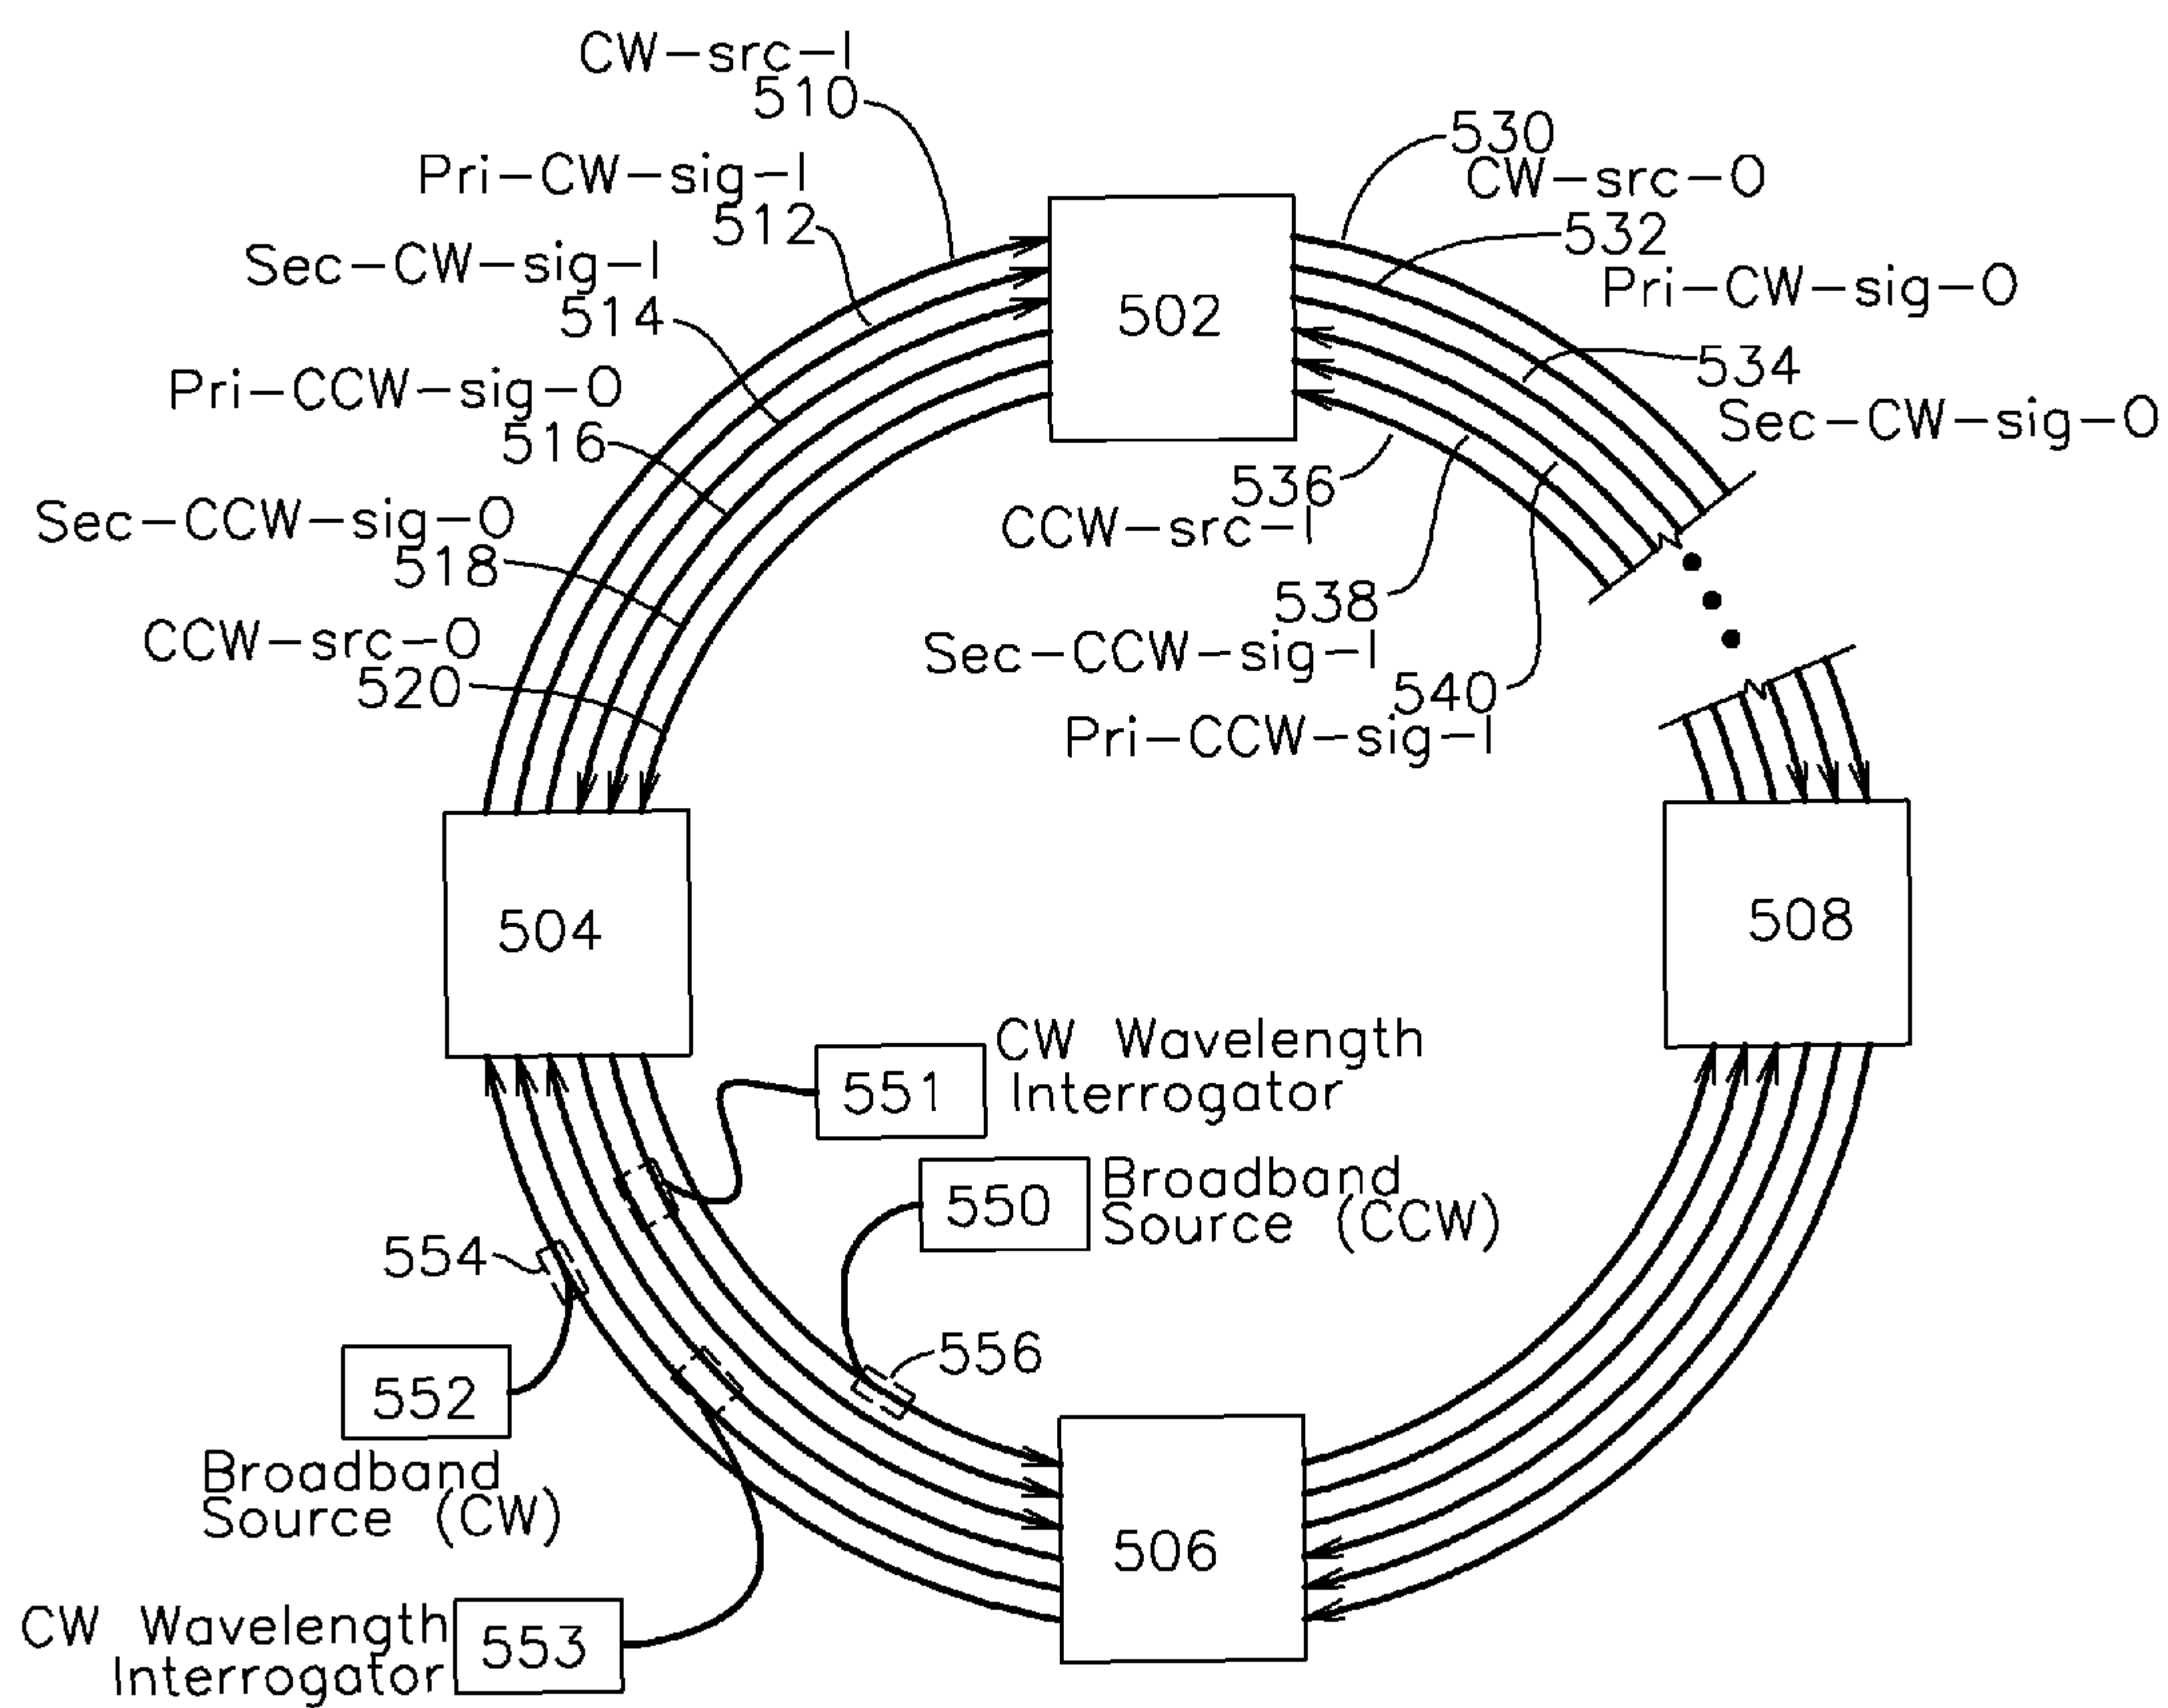 CW-src-I
510
Pri-CW-sig-I
512
Sec-CW-sig-I
514
Pri-CCW-sig-O
516
Sec-CCW-sig-O
518
CCW-src-O
520
502
530
CW-src-O
532
Pri-CW-sig-O
534
Sec-CW-sig-O
536
CCW-src-I
538
Sec-CCW-sig-I
540
Pri-CCW-sig-I
504
508
551
CW Wavelength
Interrogator
550
Broadband
Source (CCW)
554
556
552
Broadband
Source (CW)
506
CW Wavelength
Interrogator
553